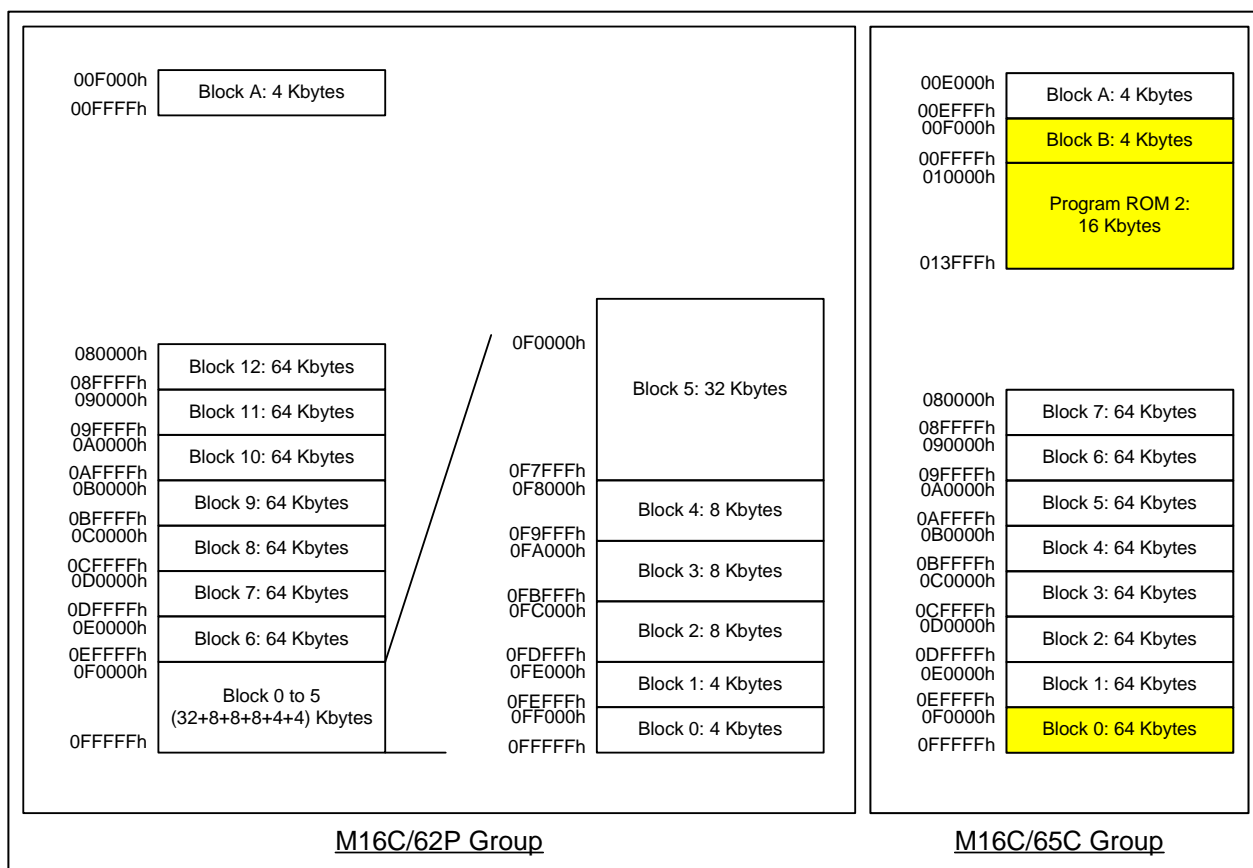 00F000h
Block A: 4 Kbytes
00FFFFh
080000h
Block 12: 64 Kbytes
08FFFFh
090000h
Block 11: 64 Kbytes
09FFFFh
0A0000h
Block 10: 64 Kbytes
0AFFFFh
0B0000h
Block 9: 64 Kbytes
0BFFFFh
0C0000h
Block 8: 64 Kbytes
0CFFFFh
0D0000h
Block 7: 64 Kbytes
0DFFFFh
0E0000h
Block 6: 64 Kbytes
0EFFFFh
0F0000h
Block 0 to 5
(32+8+8+8+4+4) Kbytes
0FFFFFh
0F0000h
Block 5: 32 Kbytes
0F7FFFh
0F8000h
Block 4: 8 Kbytes
0F9FFFh
0FA000h
Block 3: 8 Kbytes
0FBFFFh
0FC000h
Block 2: 8 Kbytes
0FDFFFh
0FE000h
Block 1: 4 Kbytes
0FEFFFh
0FF000h
Block 0: 4 Kbytes
0FFFFFh
M16C/62P Group
00E000h
Block A: 4 Kbytes
00EFFFh
00F000h
Block B: 4 Kbytes
00FFFFh
010000h
Program ROM 2:
16 Kbytes
013FFFh
080000h
Block 7: 64 Kbytes
08FFFFh
090000h
Block 6: 64 Kbytes
09FFFFh
0A0000h
Block 5: 64 Kbytes
0AFFFFh
0B0000h
Block 4: 64 Kbytes
0BFFFFh
0C0000h
Block 3: 64 Kbytes
0CFFFFh
0D0000h
Block 2: 64 Kbytes
0DFFFFh
0E0000h
Block 1: 64 Kbytes
0EFFFFh
0F0000h
Block 0: 64 Kbytes
0FFFFFh
M16C/65C Group